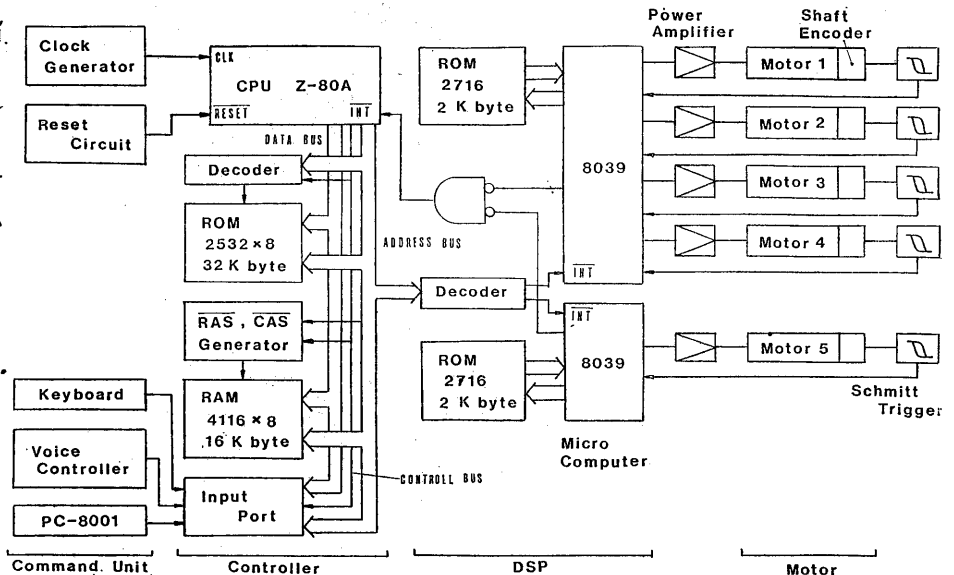 Clock
Generator
Reset
Circuit
CLK
CPU Z-80A
RESET
INT
DATA BUS
Decoder
ROM
2532×8
32 K byte
RAS , CAS
Generator
RAM
4116×8
16 K byte
Keyboard
Voice
Controller
PC-8001
Input
Port
ADDRESS BUS
CONTROLL BUS
ROM
2716
2 K byte
8039
INT
Decoder
INT
8039
ROM
2716
2 K byte
Micro
Computer
Power
Amplifier
Shaft
Encoder
Motor 1
Motor 2
Motor 3
Motor 4
Motor 5
Schmitt
Trigger
Command. Unit
Controller
DSP
Motor